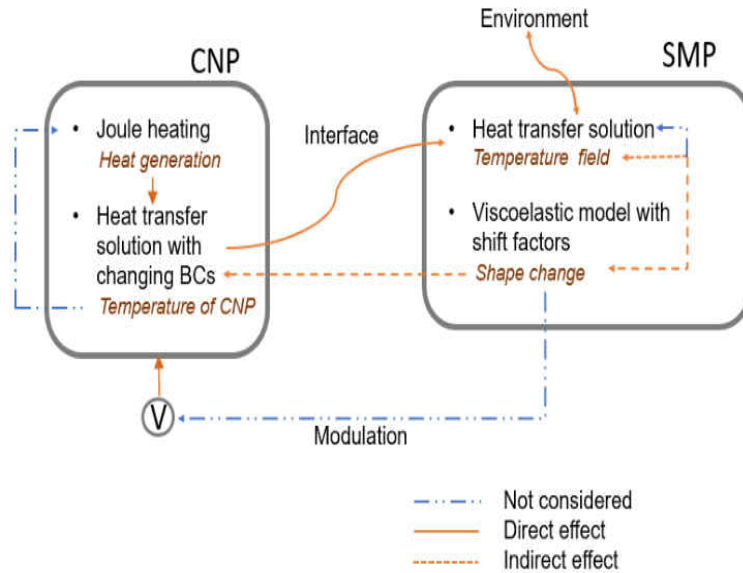 Environment
CNP
SMP
• Joule heating
Heat generation
• Heat transfer
solution with
changing BCs
Temperature of CNP
Interface
• Heat transfer solution
Temperature field
• Viscoelastic model with
shift factors
Shape change
V
Modulation
Not considered
Direct effect
Indirect effect